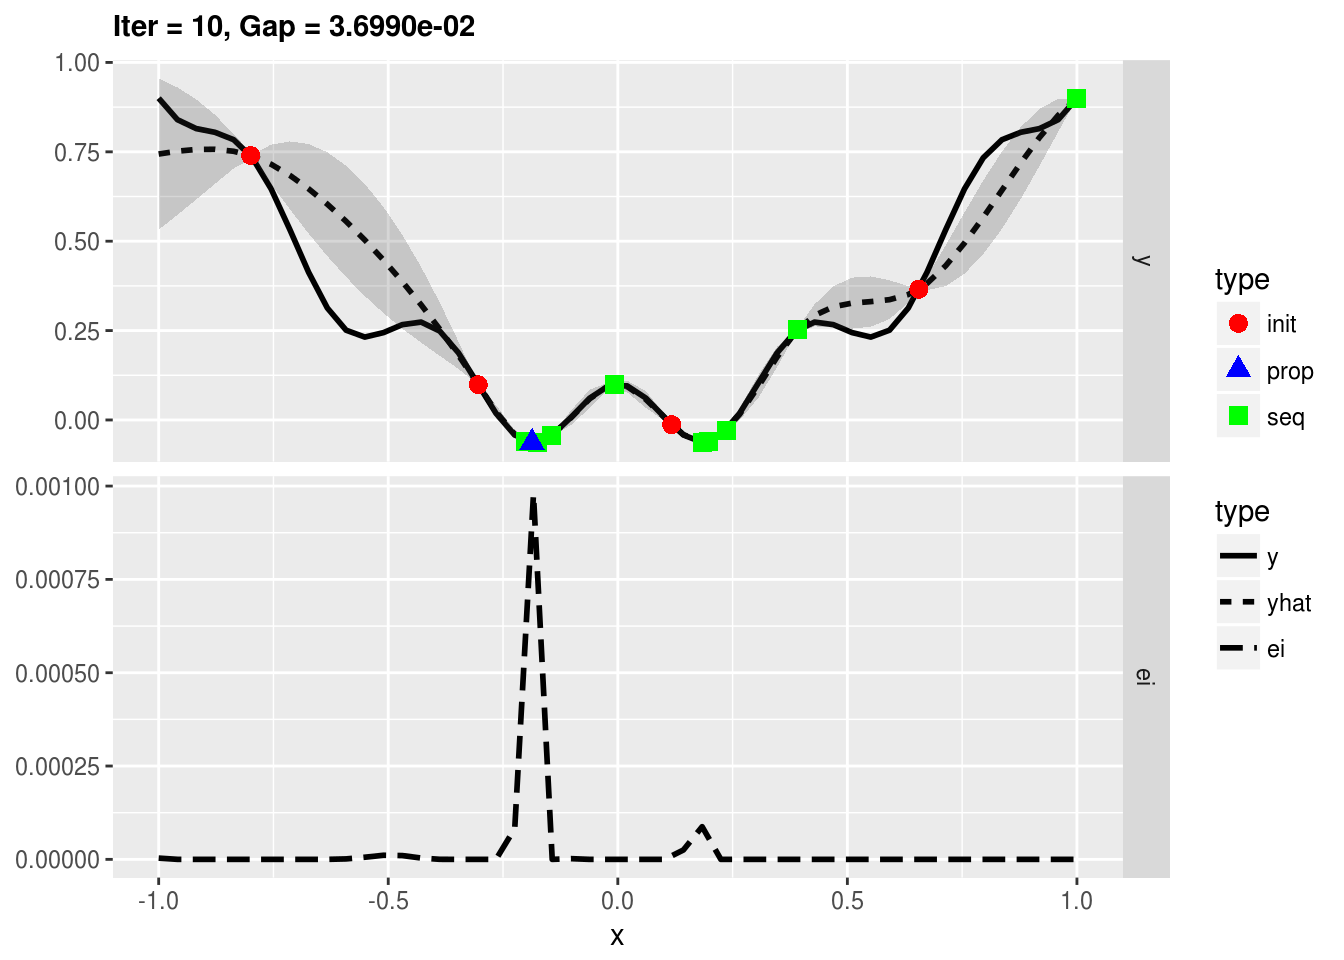 Iter = 10, Gap = 3.6990e-02
1.00
0.75
0.50
0.25
0.00
y
0.00100
0.00075
0.00050
0.00025
0.00000
ei
-1.0
-0.5
0.0
0.5
1.0
x
type
init
prop
seq
type
y
yhat
ei